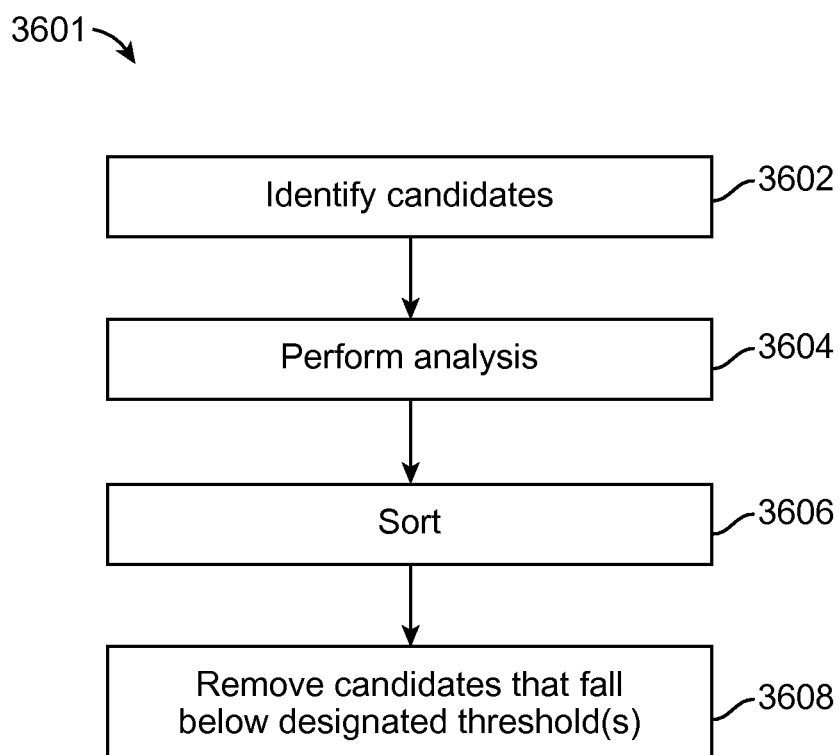 3601
Identify candidates
3602
Perform analysis
3604
Sort
3606
Remove candidates that fall
below designated threshold(s)
3608